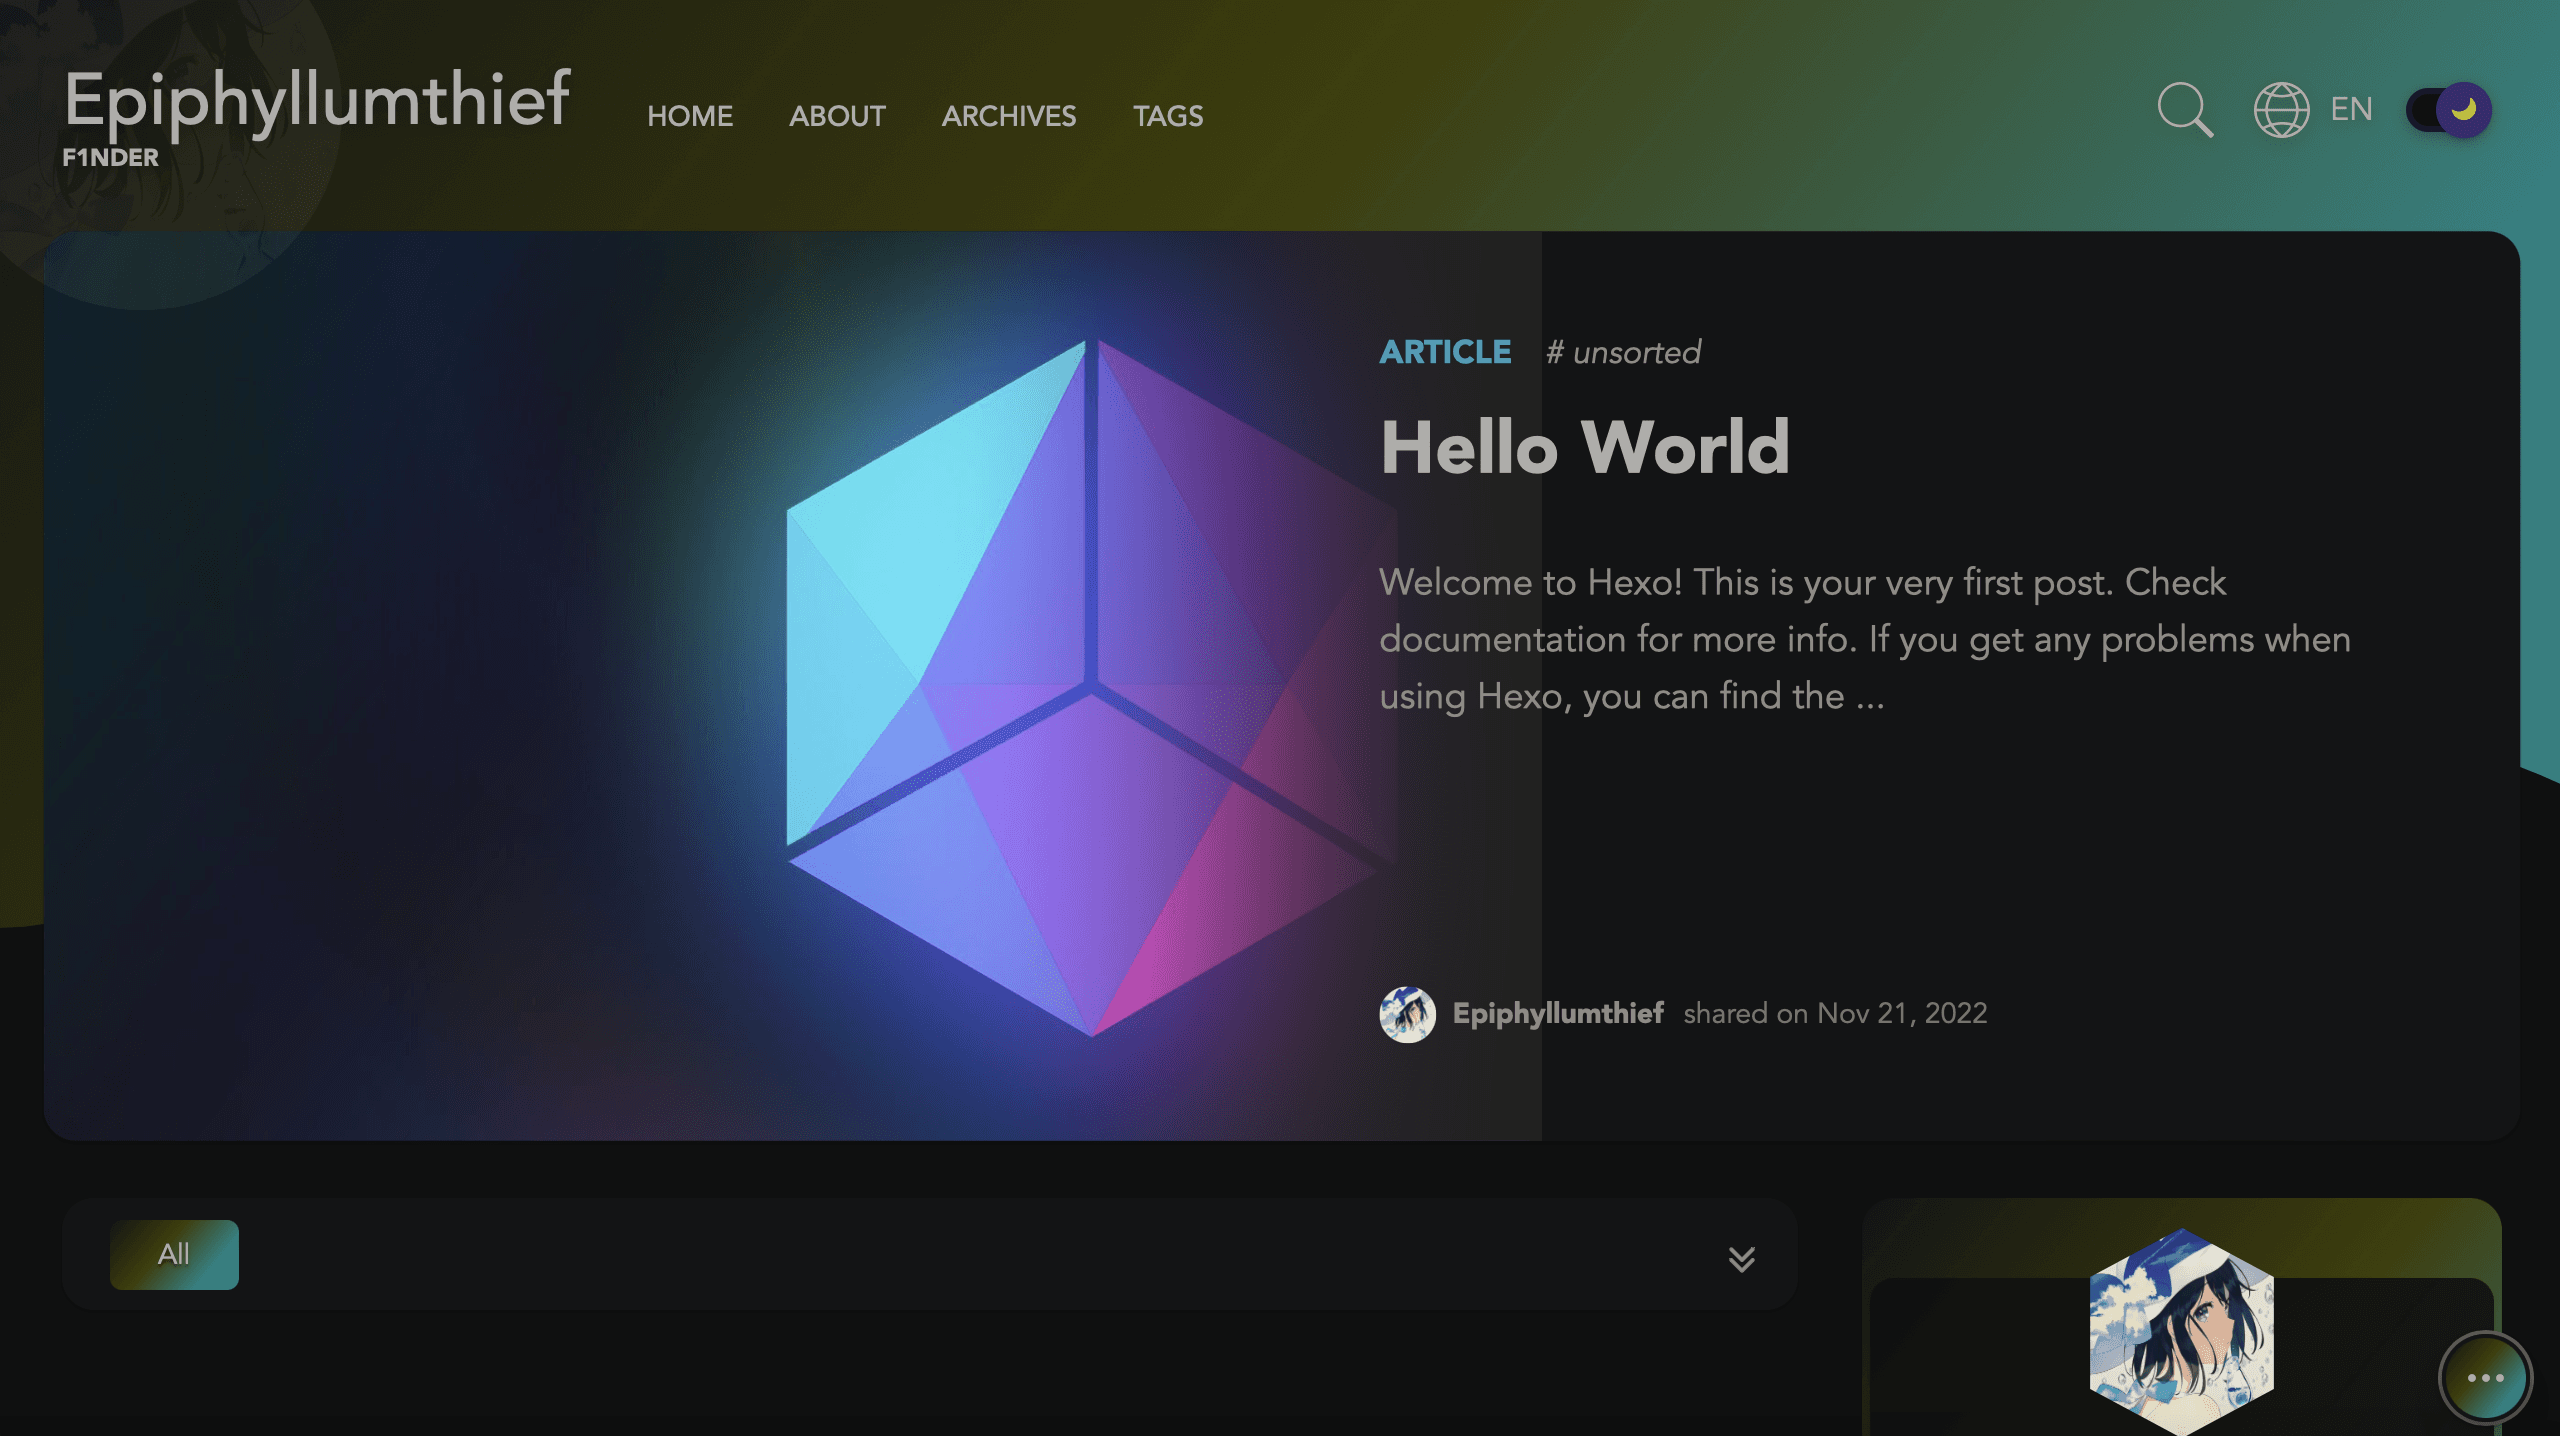 Epiphyllumthief
F1NDER
HOME ABOUT ARCHIVES TAGS
EN
ARTICLE # unsorted
Hello World
Welcome to Hexo! This is your very first post. Check
documentation for more info. If you get any problems when
using Hexo, you can find the ...
Epiphyllumthief shared on Nov 21, 2022
All